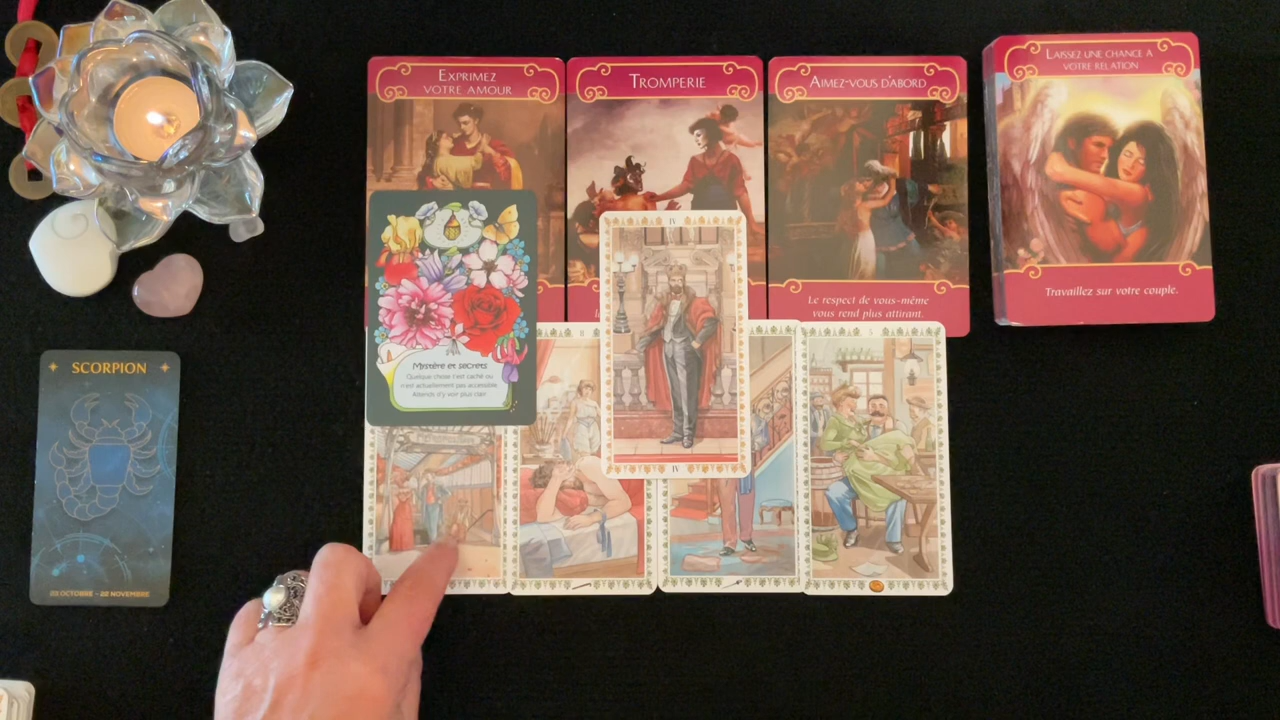 EXPRIMEZ
VOTRE AMOUR
TROMPERIE
AIMEZ-VOUS D'ABORD
LAISSEZ UNE CHANCE A
VOTRE RELATION
Le respect de vous-même
vous rend plus attirant.
Travaillez sur votre couple.
IV
Mystère et secrets
Quelque chose t'est caché ou
n'est actuellement pas accessible
Attends d'y voir plus clair
SCORPION
IV
23 OCTOBRE - 22 NOVEMBRE